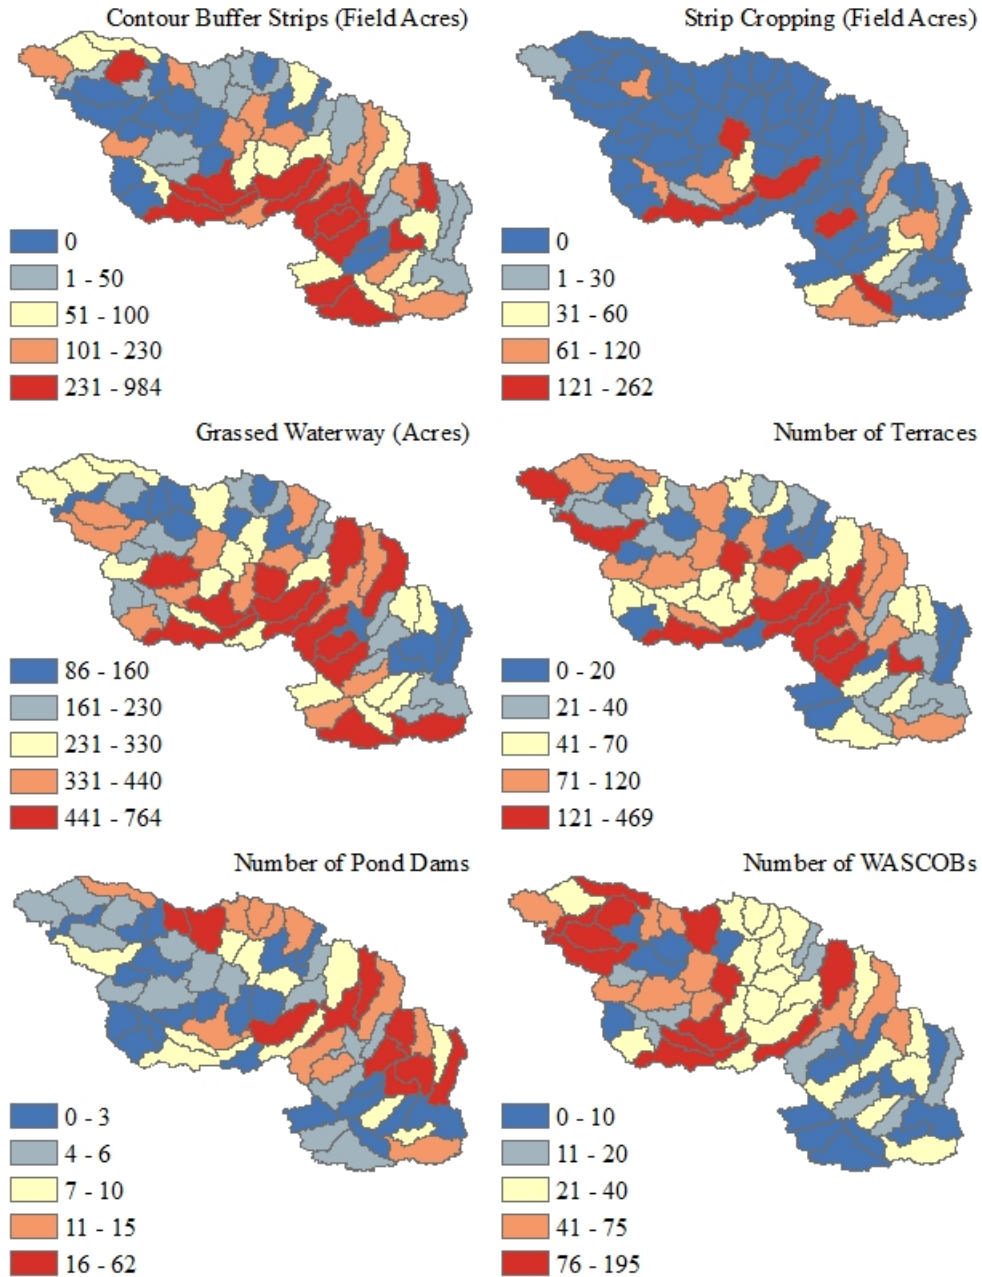 Contour Buffer Strips (Field Acres)
0
1 - 50
51 - 100
101 - 230
231 - 984
Strip Cropping (Field Acres)
0
1 - 30
31 - 60
61 - 120
121 - 262
Grassed Waterway (Acres)
86 - 160
161 - 230
231 - 330
331 - 440
441 - 764
Number of Terraces
0 - 20
21 - 40
41 - 70
71 - 120
121 - 469
Number of Pond Dams
0 - 3
4 - 6
7 - 10
11 - 15
16 - 62
Number of WASCOBs
0 - 10
11 - 20
21 - 40
41 - 75
76 - 195